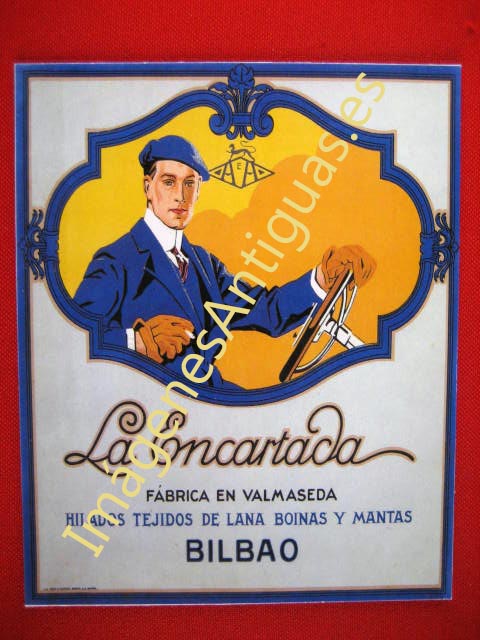 La Encartada
FÁBRICA EN VALMASEDA
HILADOS TEJIDOS DE LANA BOINAS Y MANTAS
BILBAO
ImágenesAntiguas.es